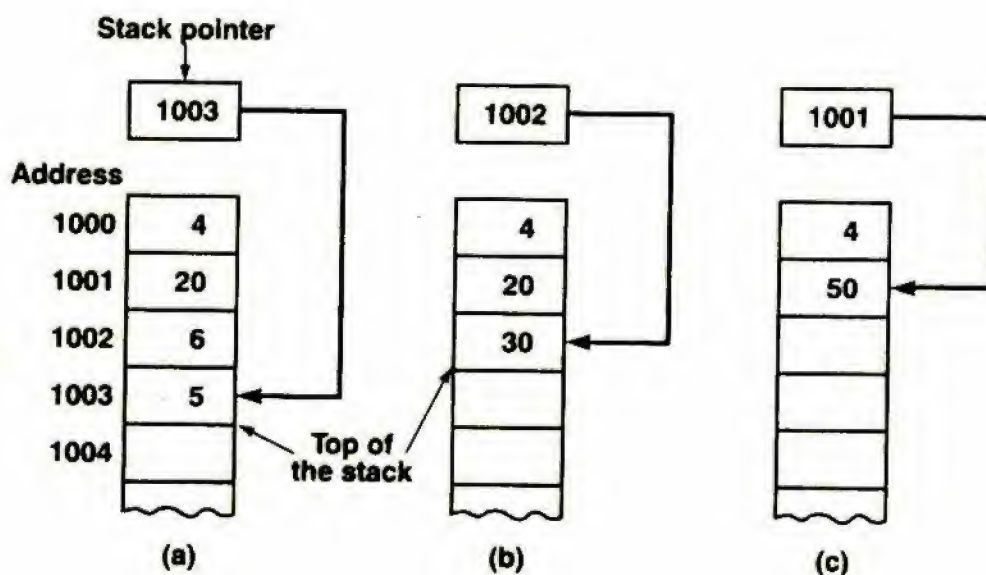 Stack pointer
1003 1002 1001
Address
1000 4 4 4
1001 20 20 50
1002 6 30
1003 5
1004
Top of
the stack
(a) (b) (c)